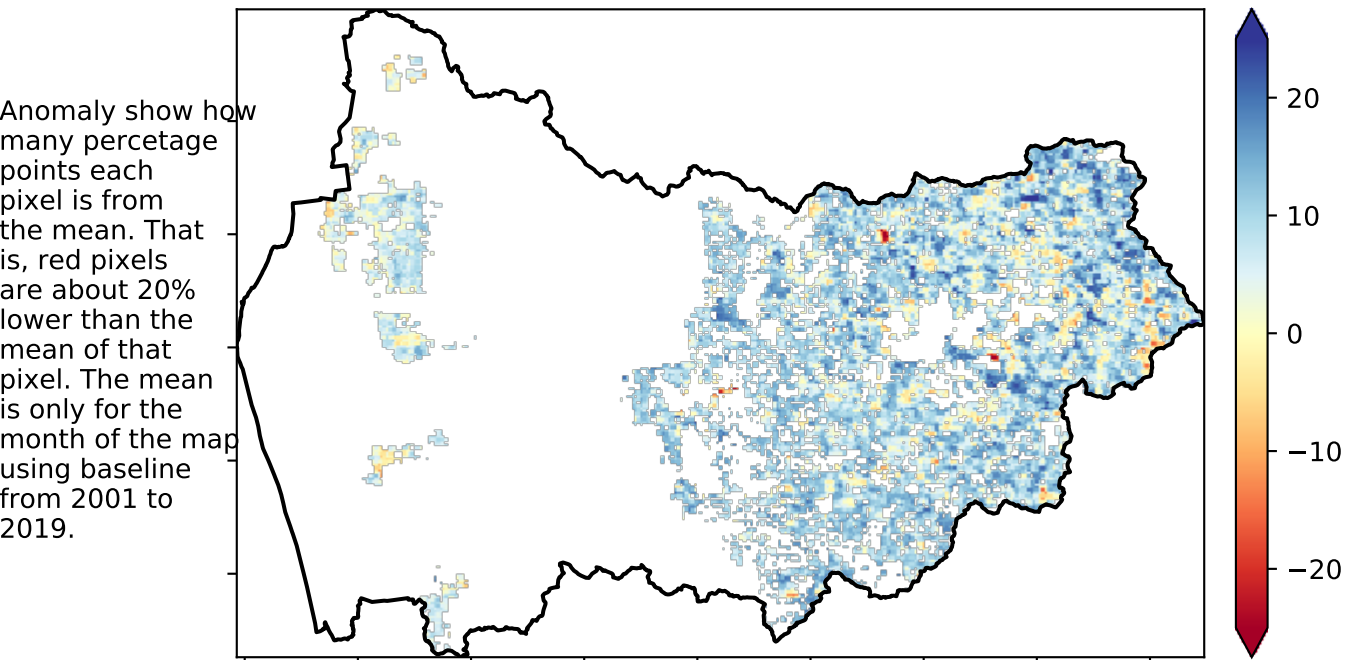 Anomaly show how
many percetage
points each
pixel is from
the mean. That
is, red pixels
are about 20%
lower than the
mean of that
pixel. The mean
is only for the
month of the map
using baseline
from 2001 to
2019.
20
10
0
−10
−20